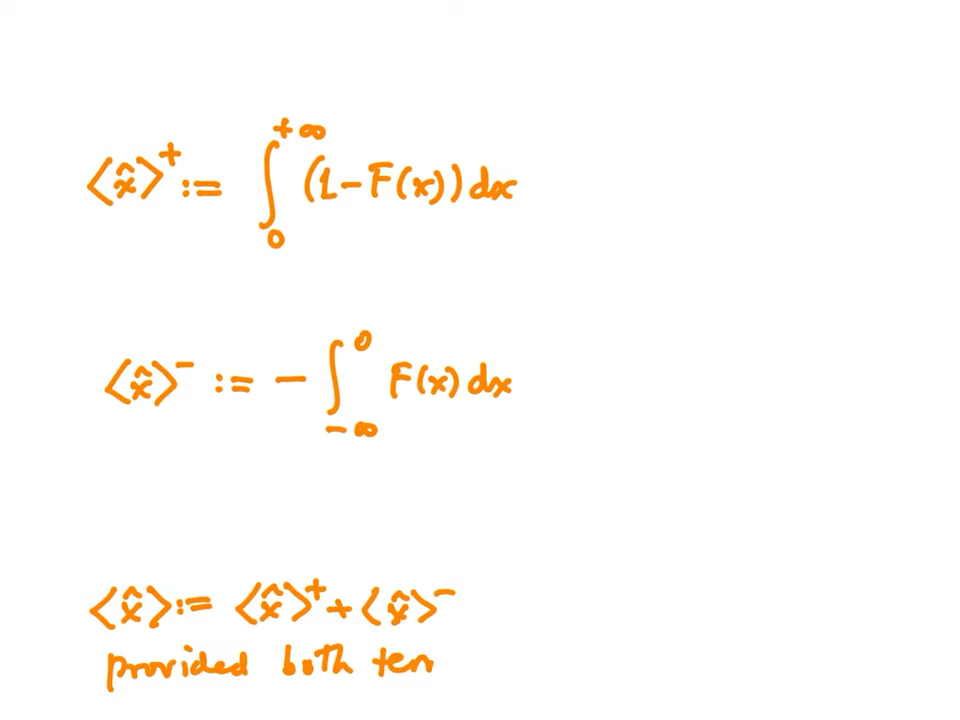 ⟨x̂⟩⁺ := ∫₀^{+∞} (1 - F(x)) dx
⟨x̂⟩⁻ := - ∫_{-∞}^{0} F(x) dx
⟨x̂⟩ := ⟨x̂⟩⁺ + ⟨x̂⟩⁻
provided both ten